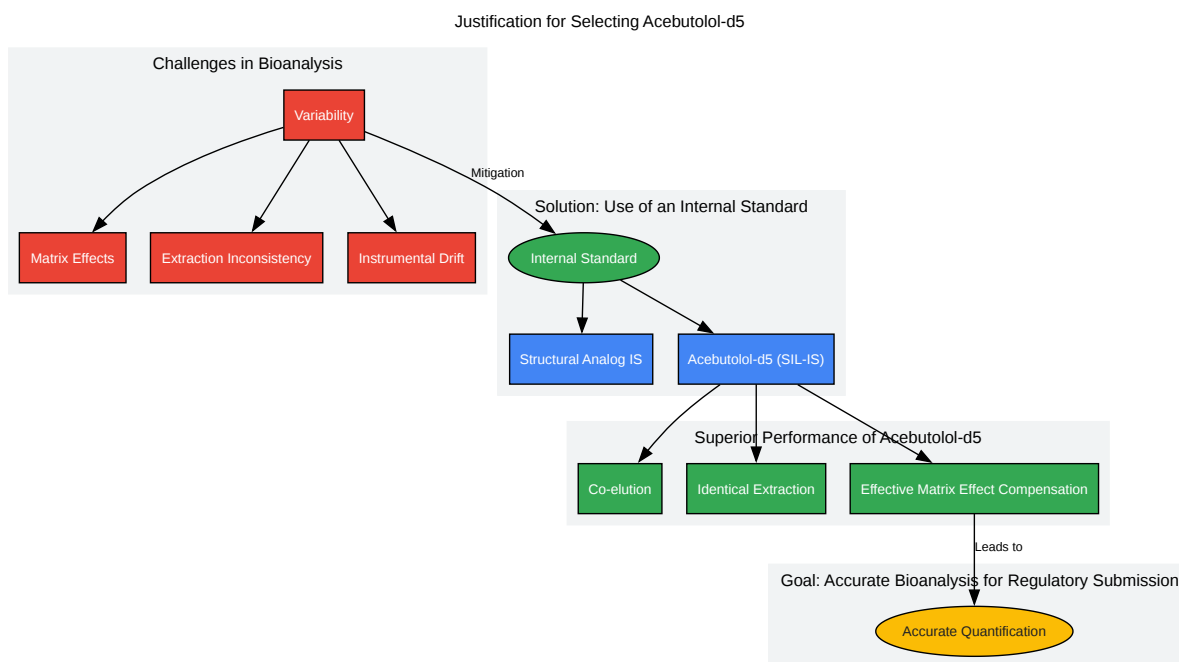 Justification for Selecting Acebutolol-d5
Challenges in Bioanalysis
Variability
Mitigation
Matrix Effects
Extraction Inconsistency
Instrumental Drift
Solution: Use of an Internal Standard
Internal Standard
Structural Analog IS
Acebutolol-d5 (SIL-IS)
Superior Performance of Acebutolol-d5
Co-elution
Identical Extraction
Effective Matrix Effect Compensation
Leads to
Goal: Accurate Bioanalysis for Regulatory Submission
Accurate Quantification